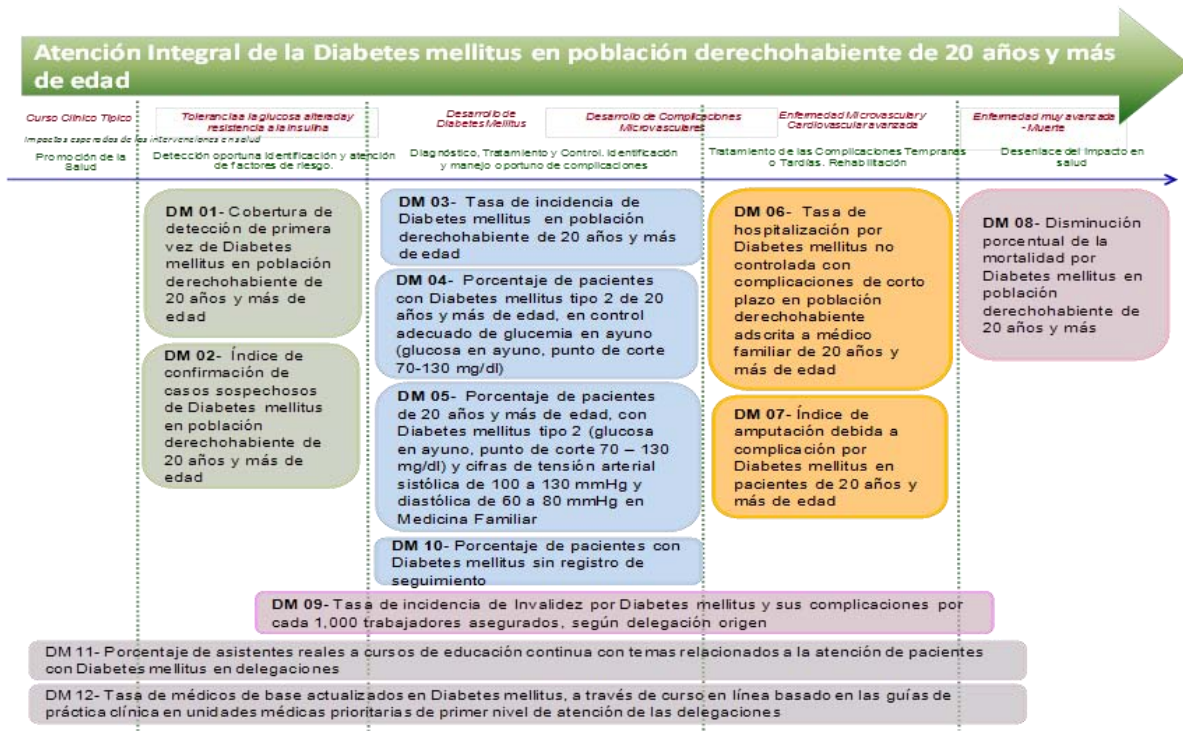 Atención Integral de la Diabetes mellitus en población derechohabiente de 20 años y más
de edad
Curso Clínico Típico
Tolerancia a la glucosa alterada y
resistencia a la insulina
Desarrollo de
Diabetes Mellitus
Desarrollo de Complicaciones
Microvasculares
Enfermedad Microvascular y
Cardiovascular avanzada
Enfermedad muy avanzada
- Muerte
Impactos esperados de las intervenciones en salud
Promoción de la
Salud
Detección oportuna identificación y atención
de factores de riesgo.
Diagnóstico, Tratamiento y Control. Identificación
y manejo oportuno de complicaciones
Tratamiento de las Complicaciones Tempranas
o Tardías. Rehabilitación
Desenlace del Impacto en
salud
DM 01- Cobertura de
detección de primera
vez de Diabetes
mellitus en población
derechohabiente de
20 años y más de
edad
DM 02- Índice de
confirmación de
casos sospechosos
de Diabetes mellitus
en población
derechohabiente de
20 años y más de
edad
DM 03- Tasa de incidencia de
Diabetes mellitus en población
derechohabiente de 20 años y más
de edad
DM 04- Porcentaje de pacientes
con Diabetes mellitus tipo 2 de 20
años y más de edad, en control
adecuado de glucemia en ayuno
(glucosa en ayuno, punto de corte
70-130 mg/dl)
DM 05- Porcentaje de pacientes
de 20 años y más de edad, con
Diabetes mellitus tipo 2 (glucosa
en ayuno, punto de corte 70 – 130
mg/dl) y cifras de tensión arterial
sistólica de 100 a 130 mmHg y
diastólica de 60 a 80 mmHg en
Medicina Familiar
DM 10- Porcentaje de pacientes con
Diabetes mellitus sin registro de
seguimiento
DM 06- Tasa de
hospitalización por
Diabetes mellitus no
controlada con
complicaciones de corto
plazo en población
derechohabiente
adscrita a médico
familiar de 20 años y
más de edad
DM 07- Índice de
amputación debida a
complicación por
Diabetes mellitus en
pacientes de 20 años y
más de edad
DM 08- Disminución
porcentual de la
mortalidad por
Diabetes mellitus en
población
derechohabiente de
20 años y más
DM 09- Tasa de incidencia de Invalidez por Diabetes mellitus y sus complicaciones por
cada 1,000 trabajadores asegurados, según delegación origen
DM 11- Porcentaje de asistentes reales a cursos de educación continua con temas relacionados a la atención de pacientes
con Diabetes mellitus en delegaciones
DM 12- Tasa de médicos de base actualizados en Diabetes mellitus, a través de curso en línea basado en las guías de
práctica clínica en unidades médicas prioritarias de primer nivel de atención de las delegaciones